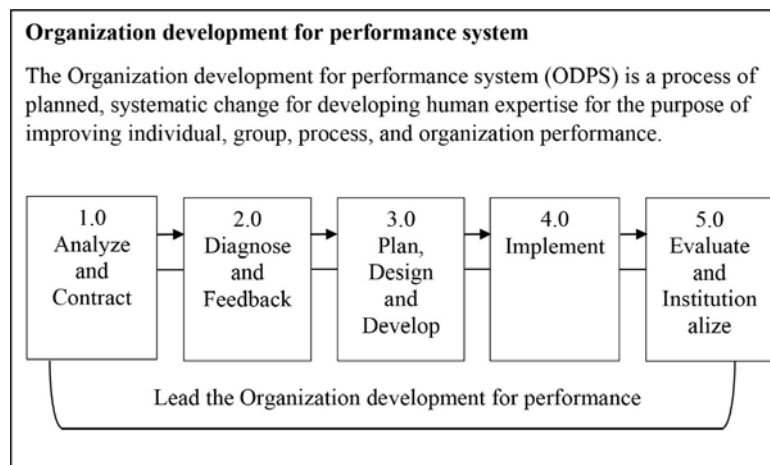 Organization development for performance system
The Organization development for performance system (ODPS) is a process of
planned, systematic change for developing human expertise for the purpose of
improving individual, group, process, and organization performance.
1.0
Analyze
and
Contract
2.0
Diagnose
and
Feedback
3.0
Plan,
Design
and
Develop
4.0
Implement
5.0
Evaluate
and
Institution
alize
Lead the Organization development for performance